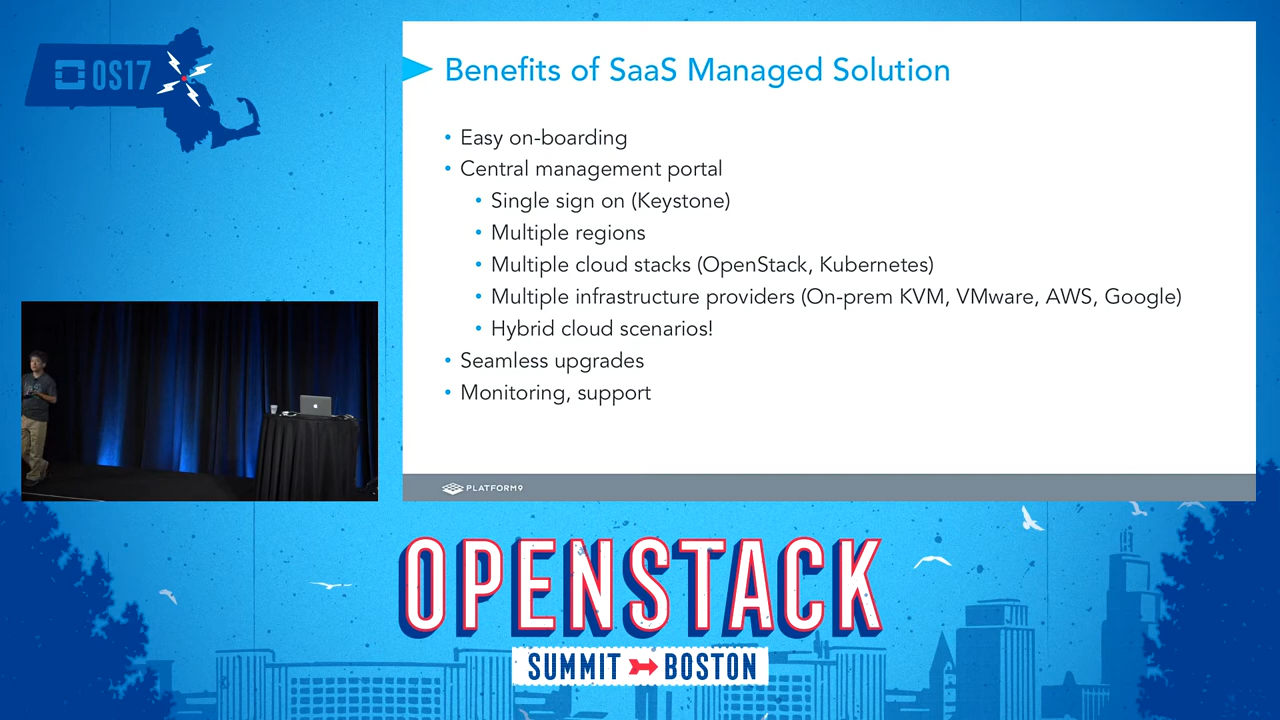 OS17
Benefits of SaaS Managed Solution
• Easy on-boarding
• Central management portal
• Single sign on (Keystone)
• Multiple regions
• Multiple cloud stacks (OpenStack, Kubernetes)
• Multiple infrastructure providers (On-prem KVM, VMware, AWS, Google)
• Hybrid cloud scenarios!
• Seamless upgrades
• Monitoring, support
PLATFORM9
OPENSTACK
SUMMIT BOSTON